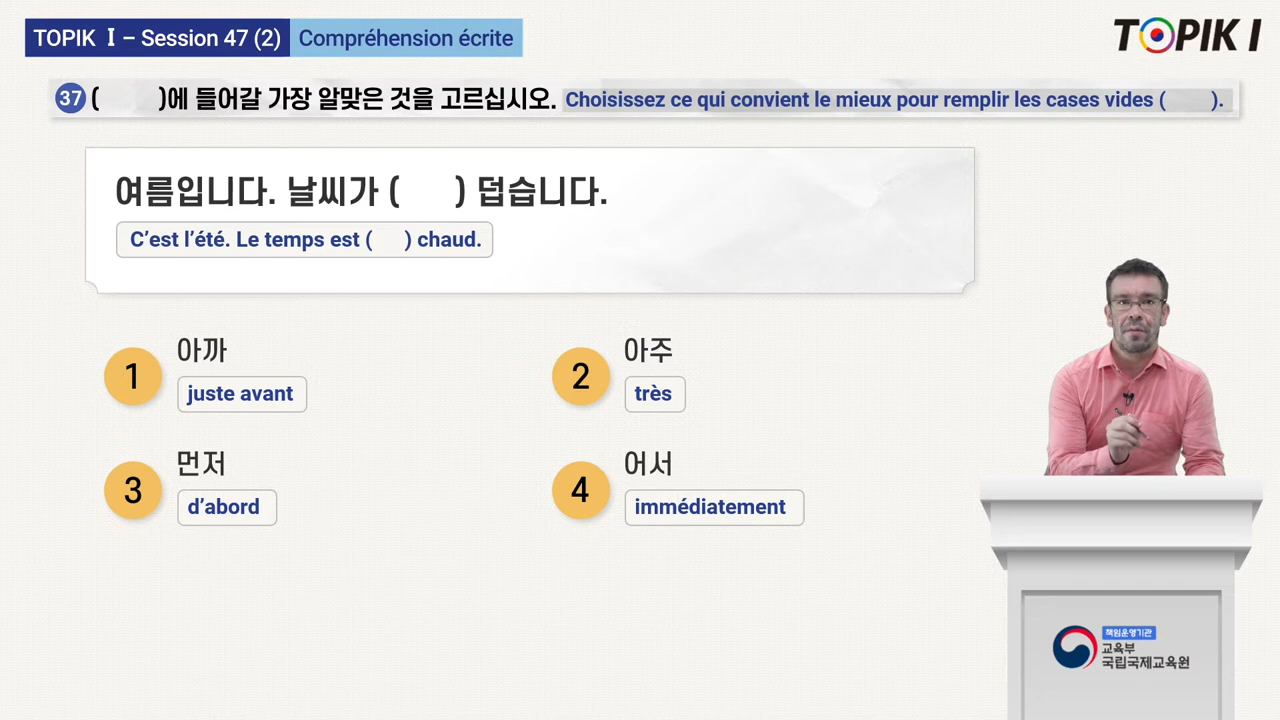 TOPIK Ⅰ – Session 47 (2) Compréhension écrite
TOPIK I
37 ( )에 들어갈 가장 알맞은 것을 고르십시오. Choisissez ce qui convient le mieux pour remplir les cases vides ( ).
여름입니다. 날씨가 ( ) 덥습니다.
C’est l’été. Le temps est ( ) chaud.
1 아까
juste avant
2 아주
très
3 먼저
d’abord
4 어서
immédiatement
책임운영기관
교육부
국립국제교육원